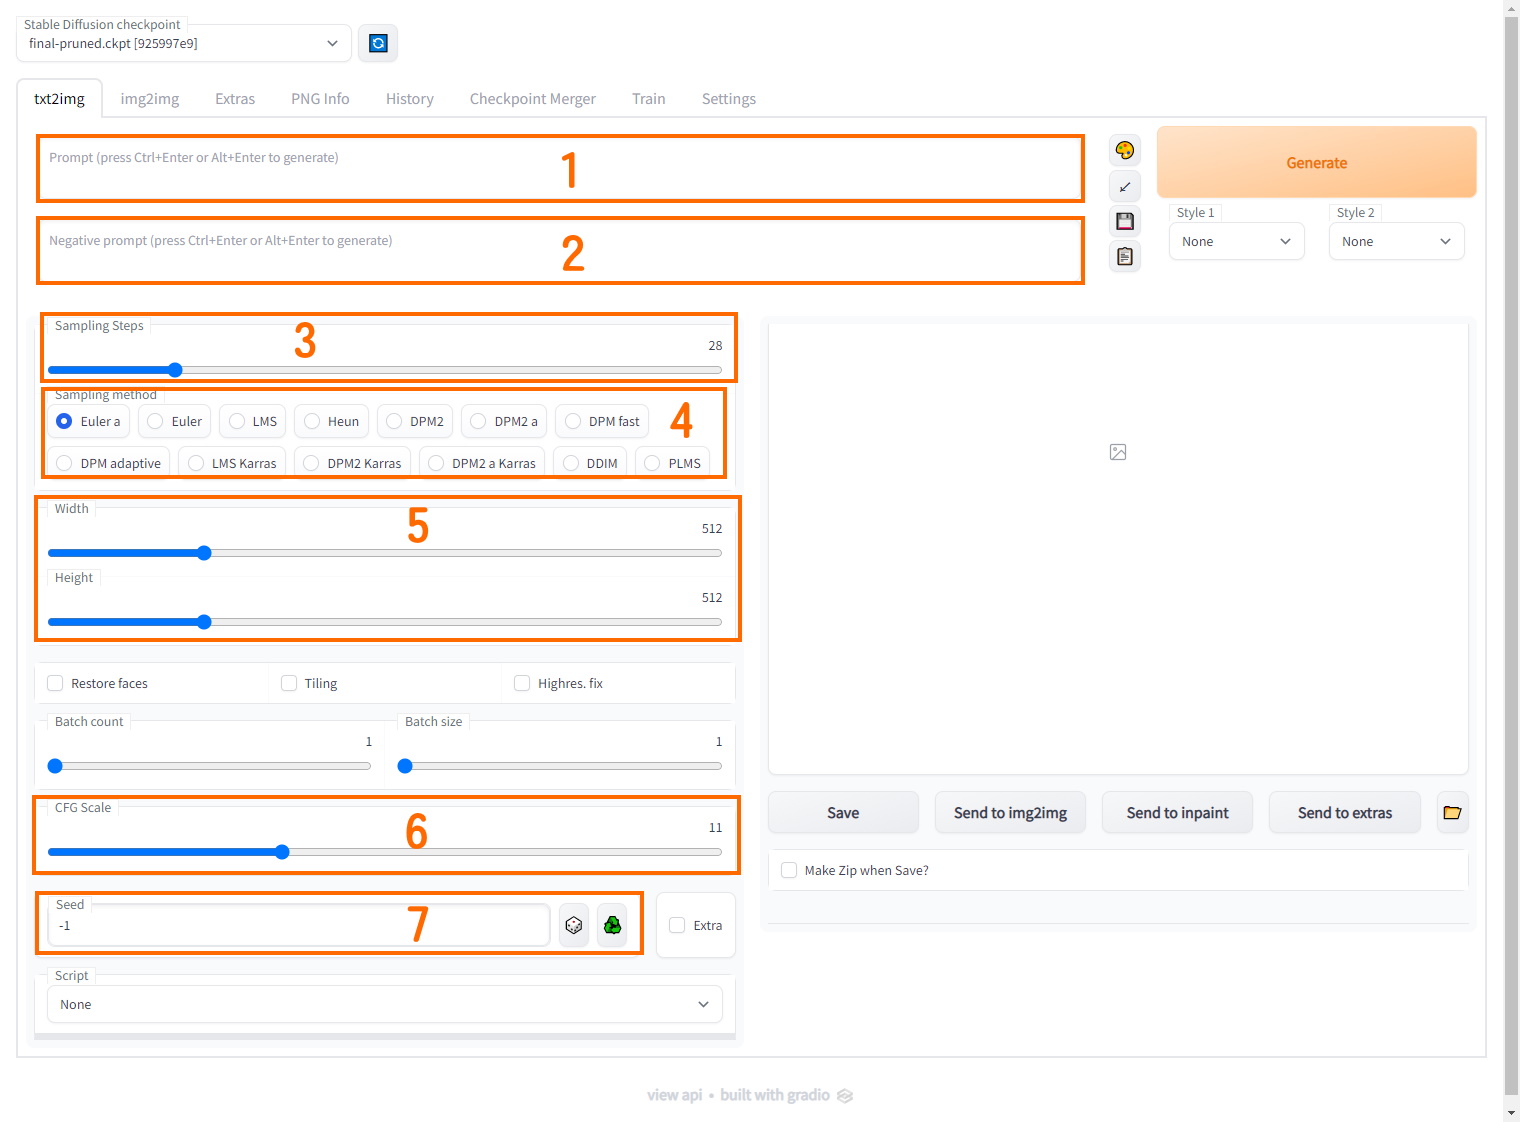 Stable Diffusion checkpoint
final-pruned.ckpt [925997e9]
txt2img img2img Extras PNG Info History Checkpoint Merger Train Settings
Prompt (press Ctrl+Enter or Alt+Enter to generate)
1
Generate
Negative prompt (press Ctrl+Enter or Alt+Enter to generate)
2
Style 1 Style 2
None None
Sampling Steps
3
28
Sampling method
4
Euler a Euler LMS Heun DPM2 DPM2 a DPM fast
DPM adaptive LMS Karras DPM2 Karras DPM2 a Karras DDIM PLMS
Width
5
512
Height
512
Restore faces Tiling Highres. fix
Batch count Batch size
1 1
CFG Scale
6
11
Seed
-1
7
Extra
Script
None
Save Send to img2img Send to inpaint Send to extras
Make Zip when Save?
view api • built with gradio